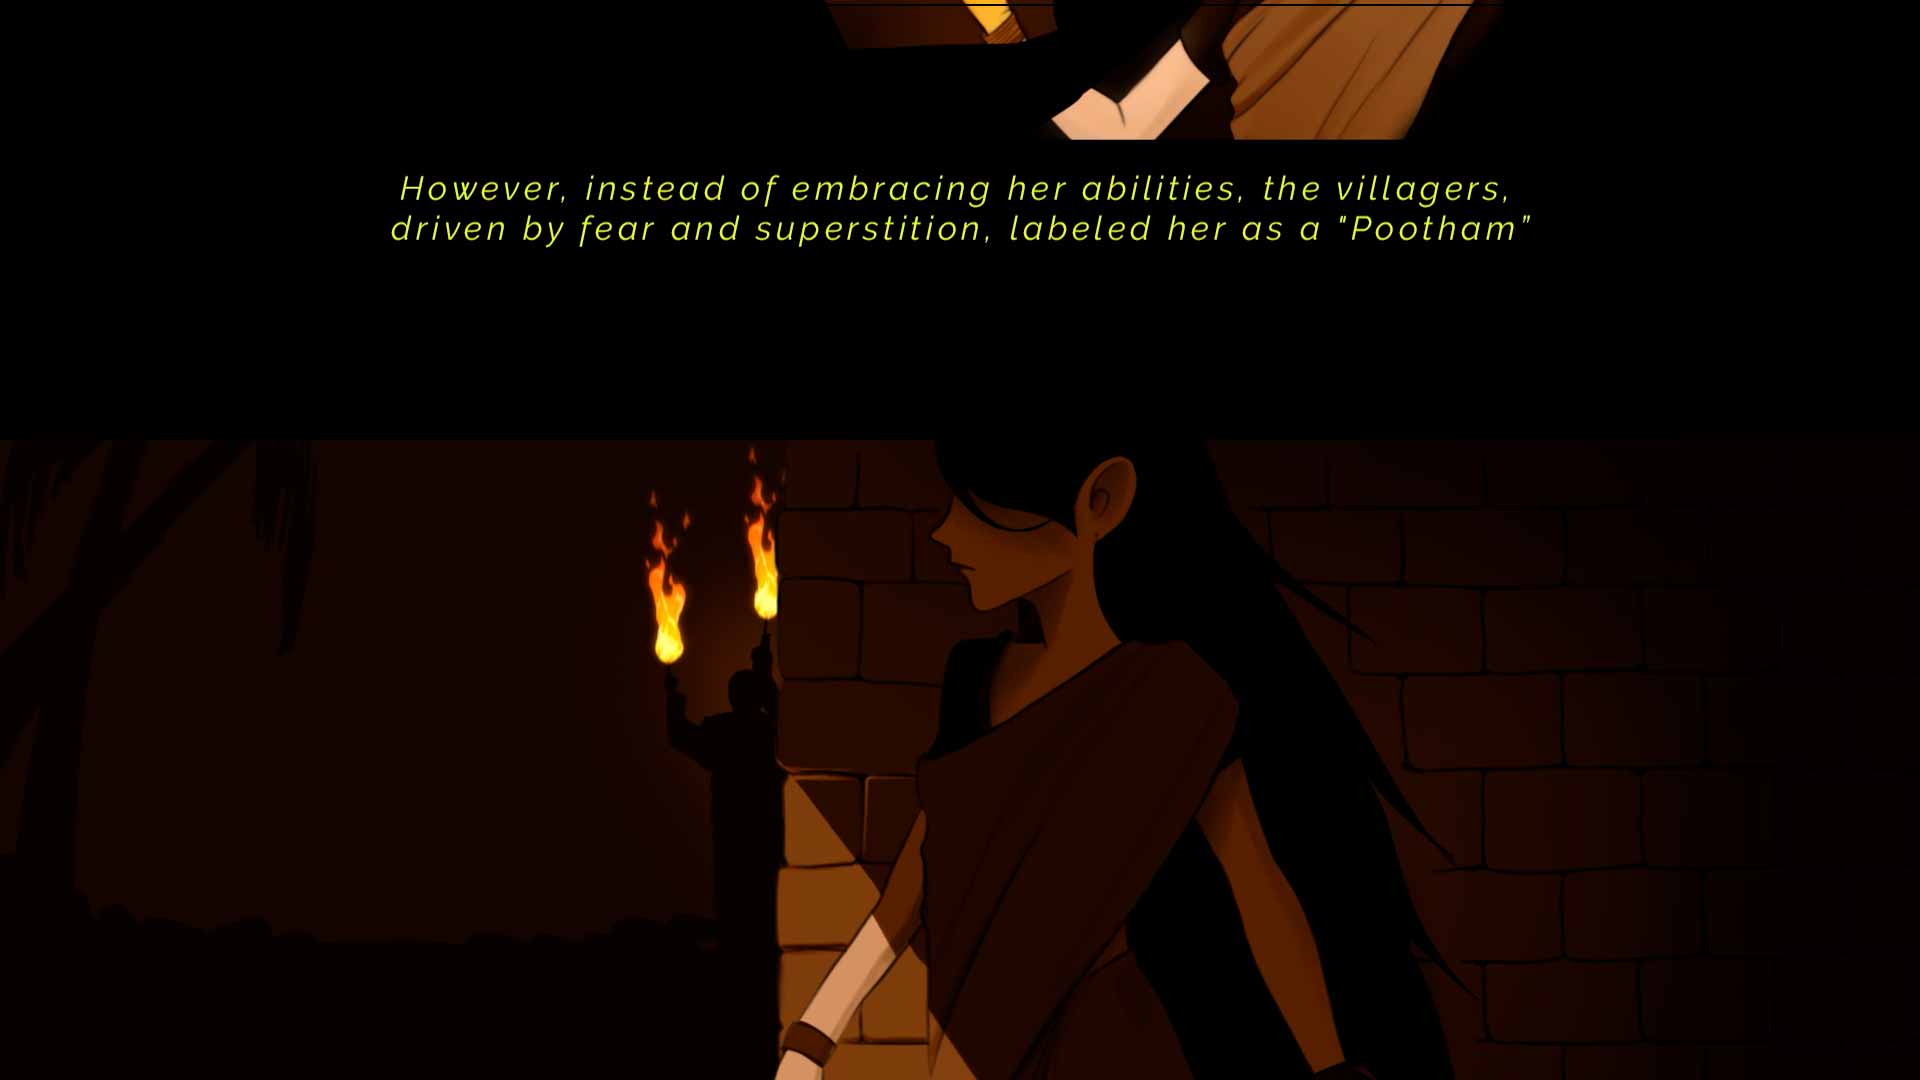 However, instead of embracing her abilities, the villagers,
driven by fear and superstition, labeled her as a "Pootham”